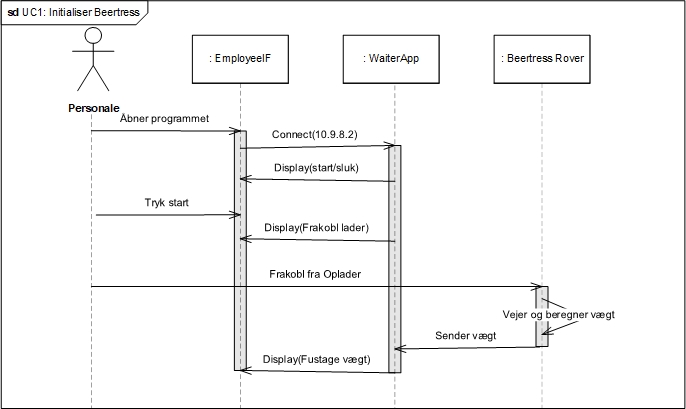 sd UC1: Initialiser Beertress
: EmployeeIF
: WaiterApp
: Beertress Rover
Personale
Åbner programmet
Connect(10.9.8.2)
Display(start/sluk)
Tryk start
Display(Frakobl lader)
Frakobl fra Oplader
Vejer og beregner vægt
Sender vægt
Display(Fustage vægt)